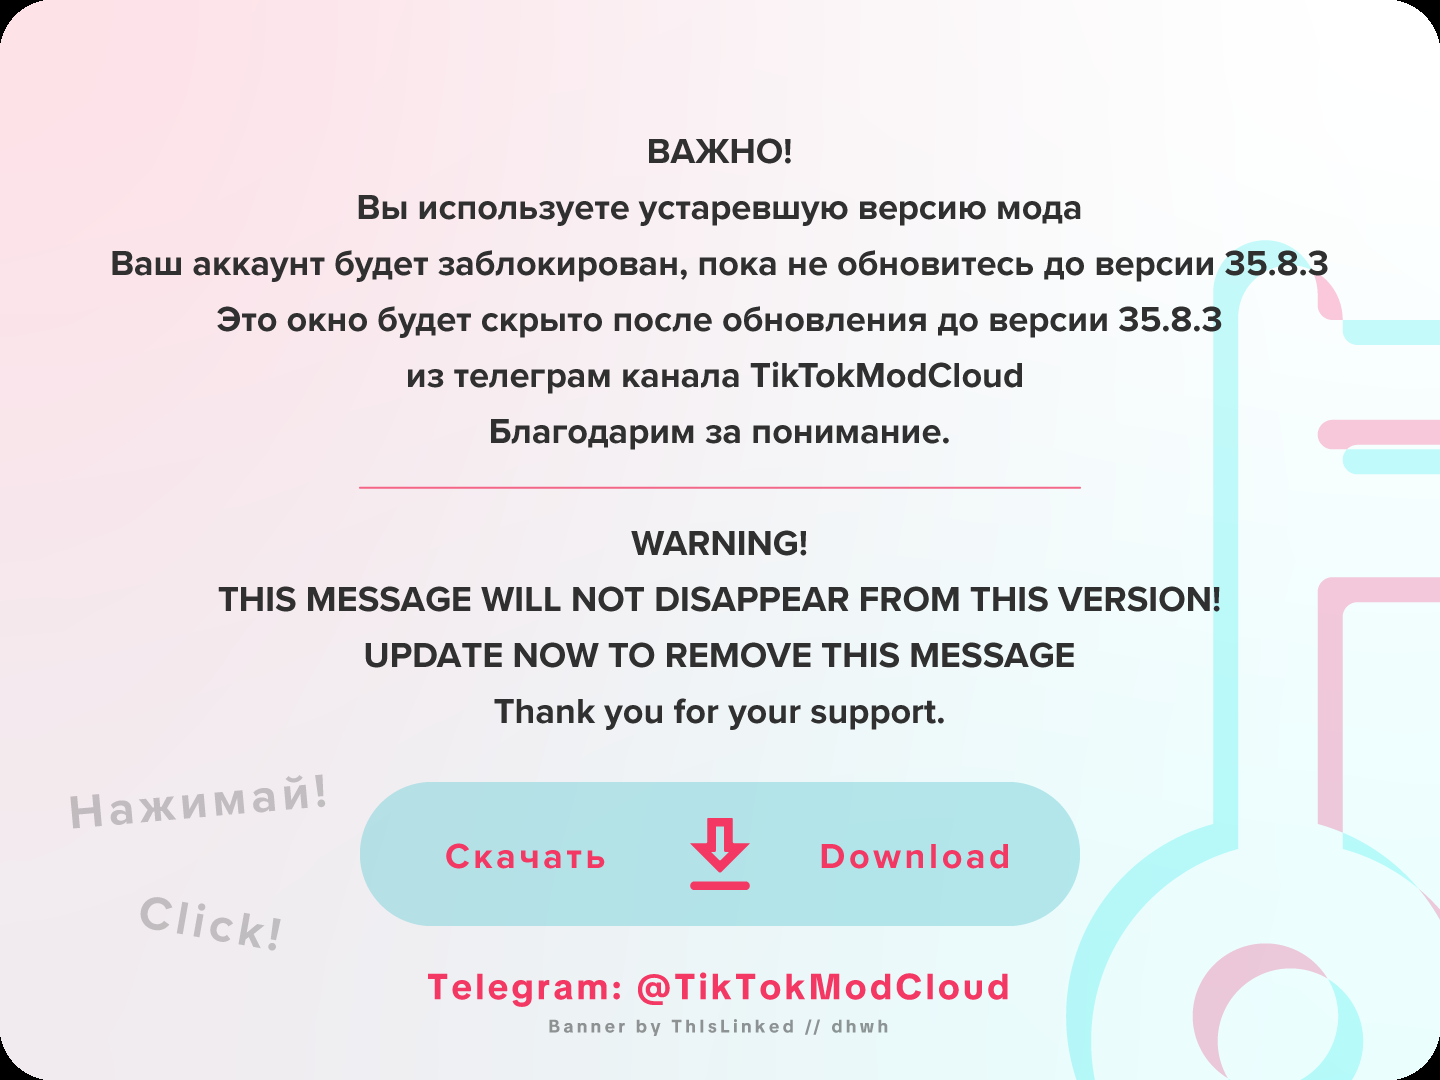 ВАЖНО!
Вы используете устаревшую версию мода
Ваш аккаунт будет заблокирован, пока не обновитесь до версии 35.8.3
Это окно будет скрыто после обновления до версии 35.8.3
из телеграм канала TikTokModCloud
Благодарим за понимание.
WARNING!
THIS MESSAGE WILL NOT DISAPPEAR FROM THIS VERSION!
UPDATE NOW TO REMOVE THIS MESSAGE
Thank you for your support.
Нажимай!
Скачать Download
Click!
Telegram: @TikTokModCloud
Banner by ThIsLinked // dhwh